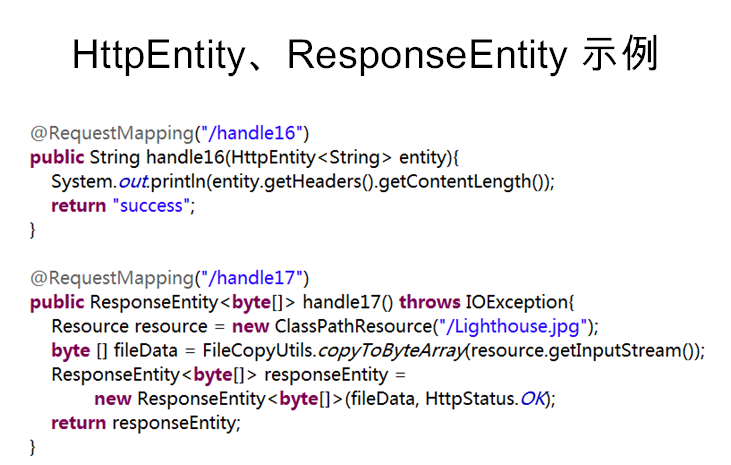 HttpEntity、ResponseEntity 示例
@RequestMapping("/handle16")
public String handle16(HttpEntity<String> entity){
System.out.println(entity.getHeaders().getContentLength());
return "success";
}
@RequestMapping("/handle17")
public ResponseEntity<byte[]> handle17() throws IOException{
Resource resource = new ClassPathResource("/Lighthouse.jpg");
byte [] fileData = FileCopyUtils.copyToByteArray(resource.getInputStream());
ResponseEntity<byte[]> responseEntity =
new ResponseEntity<byte[]>(fileData, HttpStatus.OK);
return responseEntity;
}